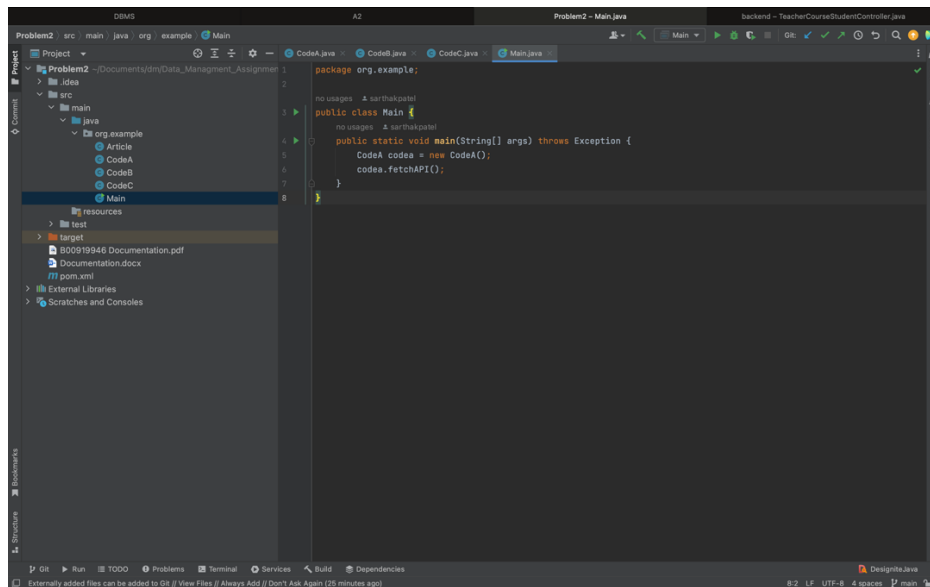 DBMS A2 Problem2 – Main.java backend – TeacherCourseStudentController.java
Problem2 src main java org example Main Main Git:
Project CodeA.java CodeB.java CodeC.java Main.java
Problem2 ~/Documents/dm/Data_Managment_Assignmen
.idea
src
main
java
org.example
Article
CodeA
CodeB
CodeC
Main
resources
test
target
B00919946 Documentation.pdf
Documentation.docx
pom.xml
External Libraries
Scratches and Consoles
1 package org.example;
2
no usages sarthakpatel
3 public class Main {
no usages sarthakpatel
4 public static void main(String[] args) throws Exception {
5 CodeA codea = new CodeA();
6 codea.fetchAPI();
7 }
8 }
Project
Commit
Bookmarks
Structure
Git Run TODO Problems Terminal Services Build Dependencies DesigniteJava
Externally added files can be added to Git // View Files // Always Add // Don't Ask Again (25 minutes ago) 8:2 LF UTF-8 4 spaces main